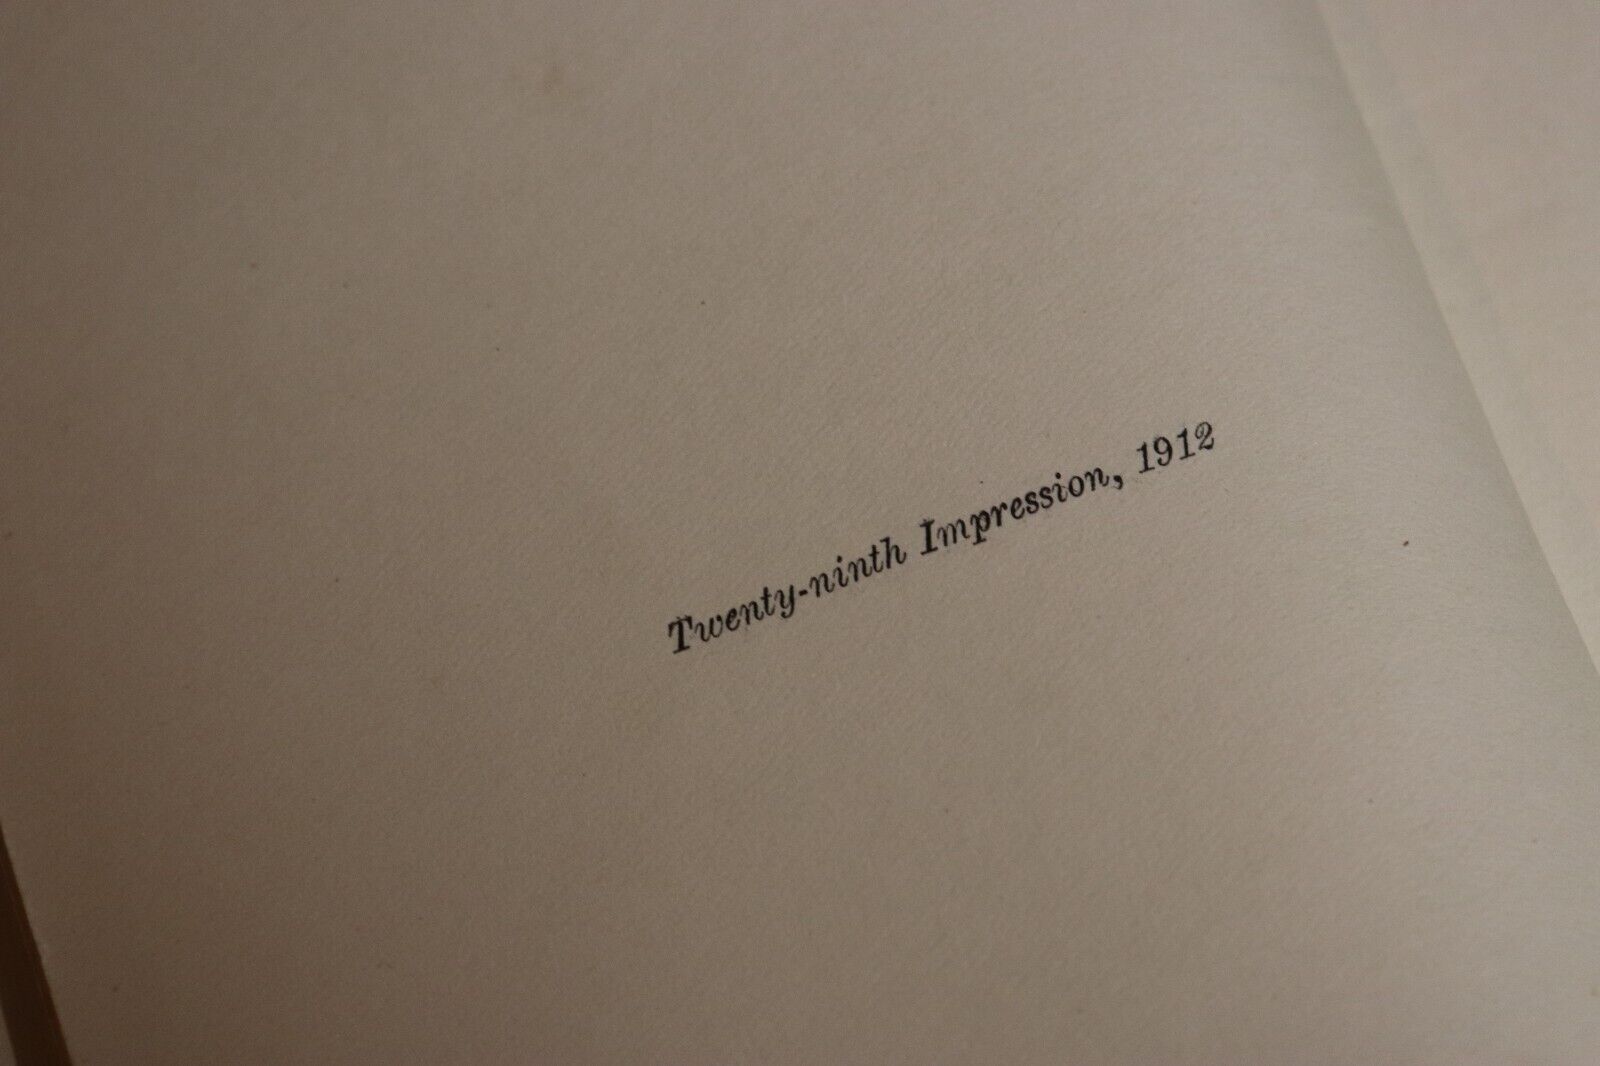 Twenty-ninth Impression, 1912